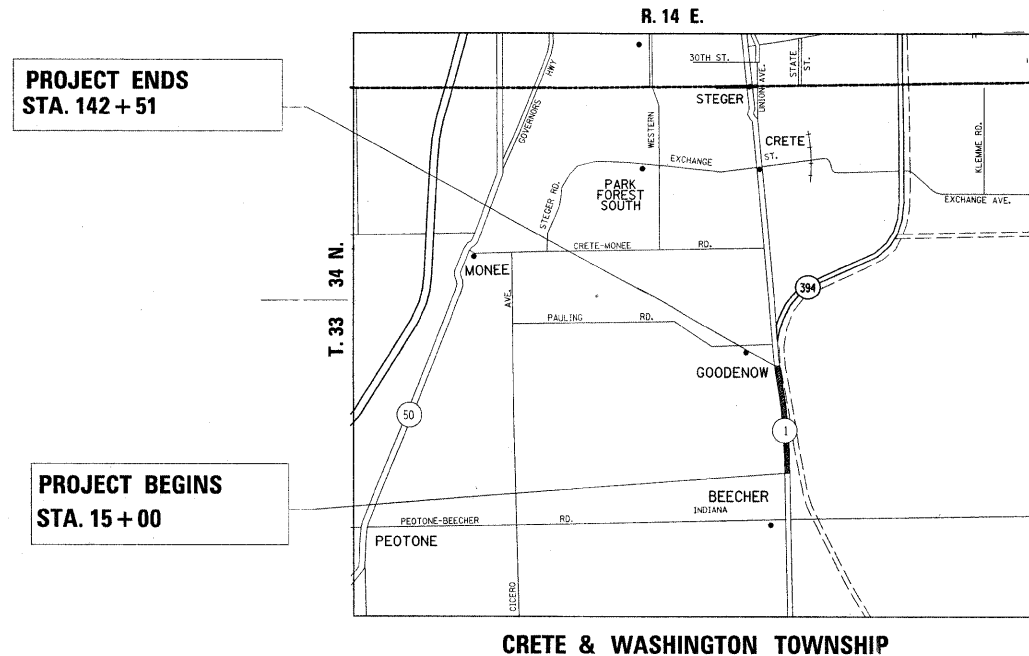 R. 14 E.
PROJECT ENDS
STA. 142 + 51
30TH ST.
STATE
ST.
UNION AVE.
STEGER
GOVERNORS
HWY
WESTERN
CRETE
EXCHANGE
ST.
KLEMME RD.
STEGER RD.
PARK
FOREST
SOUTH
EXCHANGE AVE.
CRETE-MONEE
RD.
MONEE
T. 33 34 N.
AVE.
394
PAULING
RD.
GOODENOW
50
1
PROJECT BEGINS
STA. 15 + 00
BEECHER
INDIANA
PEOTONE-BEECHER
RD.
PEOTONE
CICERO
CRETE & WASHINGTON TOWNSHIP